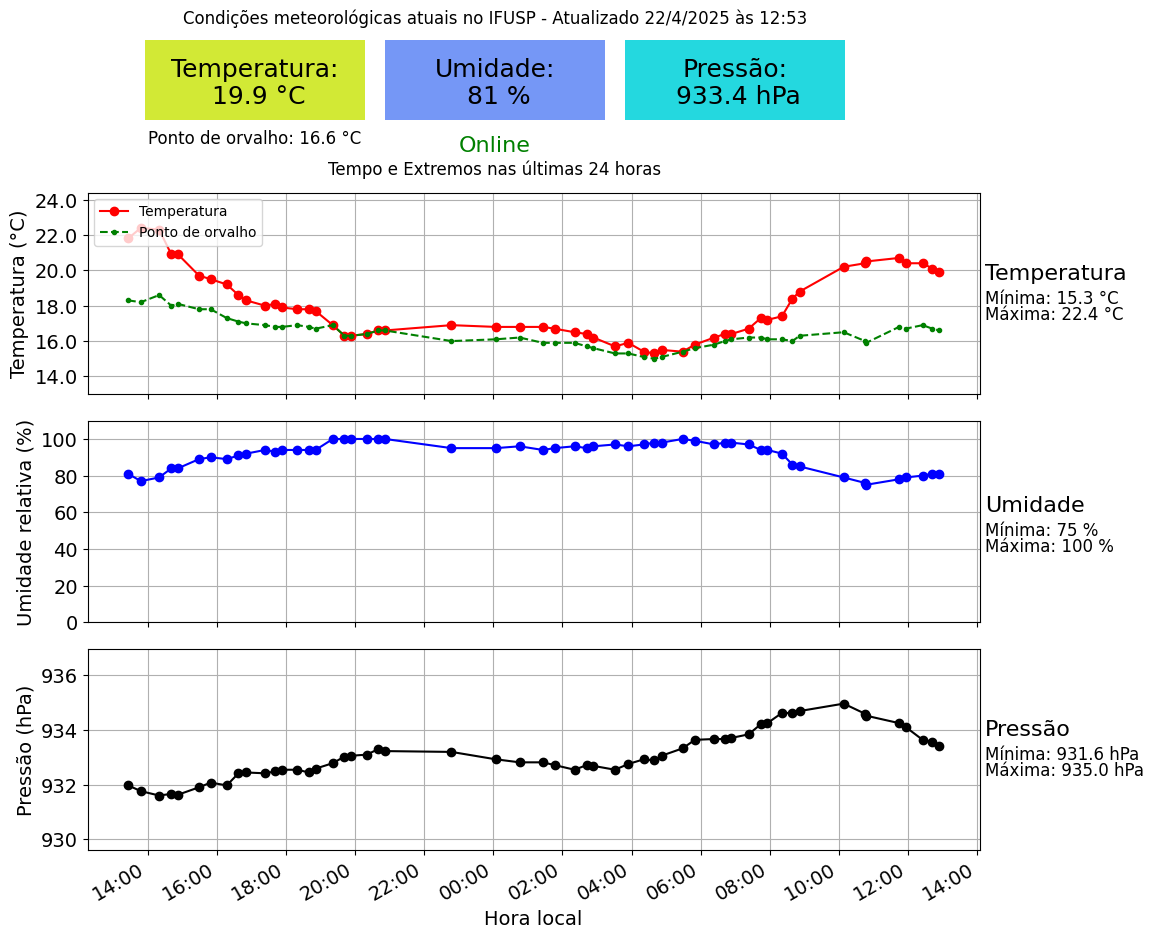 Condições meteorológicas atuais no IFUSP - Atualizado 22/4/2025 às 12:53
Temperatura:
19.9 °C
Umidade:
81 %
Pressão:
933.4 hPa
Ponto de orvalho: 16.6 °C
Online
Tempo e Extremos nas últimas 24 horas
Temperatura (°C)
24.0
22.0
20.0
18.0
16.0
14.0
Temperatura
Ponto de orvalho
Temperatura
Mínima: 15.3 °C
Máxima: 22.4 °C
Umidade relativa (%)
100
80
60
40
20
0
Umidade
Mínima: 75 %
Máxima: 100 %
Pressão (hPa)
936
934
932
930
Pressão
Mínima: 931.6 hPa
Máxima: 935.0 hPa
14:00 16:00 18:00 20:00 22:00 00:00 02:00 04:00 06:00 08:00 10:00 12:00 14:00
Hora local